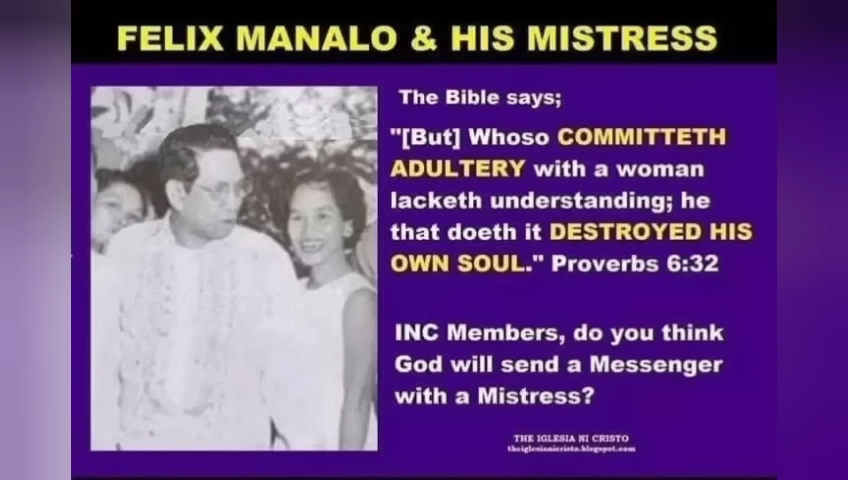 FELIX MANALO & HIS MISTRESS
The Bible says;
"[But] Whoso COMMITTETH
ADULTERY with a woman
lacketh understanding; he
that doeth it DESTROYED HIS
OWN SOUL." Proverbs 6:32
INC Members, do you think
God will send a Messenger
with a Mistress?
THE IGLESIA NI CRISTO
theiglesianicristo.blogspot.com